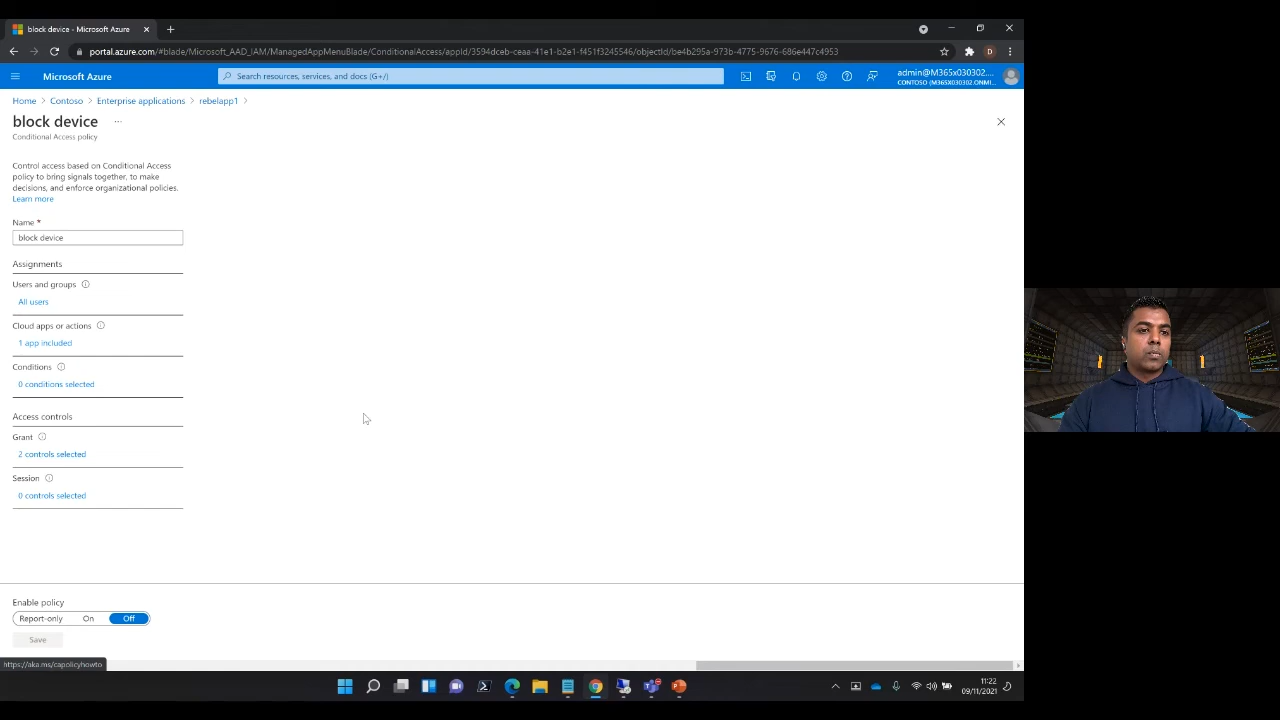 block device - Microsoft Azure
portal.azure.com/#blade/Microsoft_AAD_IAM/ManagedAppMenuBlade/ConditionalAccess/appId/3594dceb-ceaa-41e1-b2e1-f451f3245546/objectId/be4b295a-973b-4775-9676-686e447c4953
D
Microsoft Azure
Search resources, services, and docs (G+/)
admin@M365x030302....
CONTOSO (M365X030302.ONMI...
Home > Contoso > Enterprise applications > rebelapp1 >
block device ...
Conditional Access policy
Control access based on Conditional Access
policy to bring signals together, to make
decisions, and enforce organizational policies.
Learn more
Name *
block device
Assignments
Users and groups
All users
Cloud apps or actions
1 app included
Conditions
0 conditions selected
Access controls
Grant
2 controls selected
Session
0 controls selected
Enable policy
Report-only On Off
Save
https://aka.ms/capolicyhowto
11:22
09/11/2021